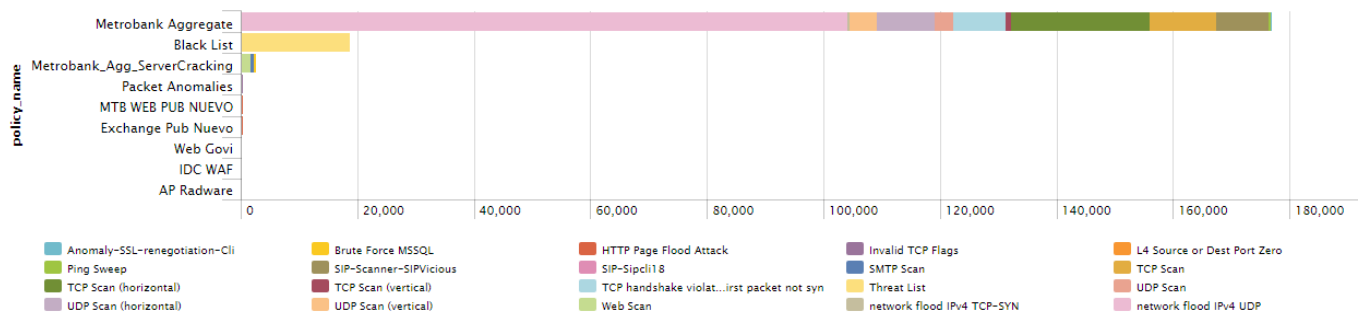 policy_name
Metrobank Aggregate
Black List
Metrobank_Agg_ServerCracking
Packet Anomalies
MTB WEB PUB NUEVO
Exchange Pub Nuevo
Web Govi
IDC WAF
AP Radware
0 20,000 40,000 60,000 80,000 100,000 120,000 140,000 160,000 180,000
Anomaly-SSL-renegotiation-Cli Brute Force MSSQL HTTP Page Flood Attack Invalid TCP Flags L4 Source or Dest Port Zero
Ping Sweep SIP-Scanner-SIPVicious SIP-Sipcli18 SMTP Scan TCP Scan
TCP Scan (horizontal) TCP Scan (vertical) TCP handshake violat...irst packet not syn Threat List UDP Scan
UDP Scan (horizontal) UDP Scan (vertical) Web Scan network flood IPv4 TCP-SYN network flood IPv4 UDP